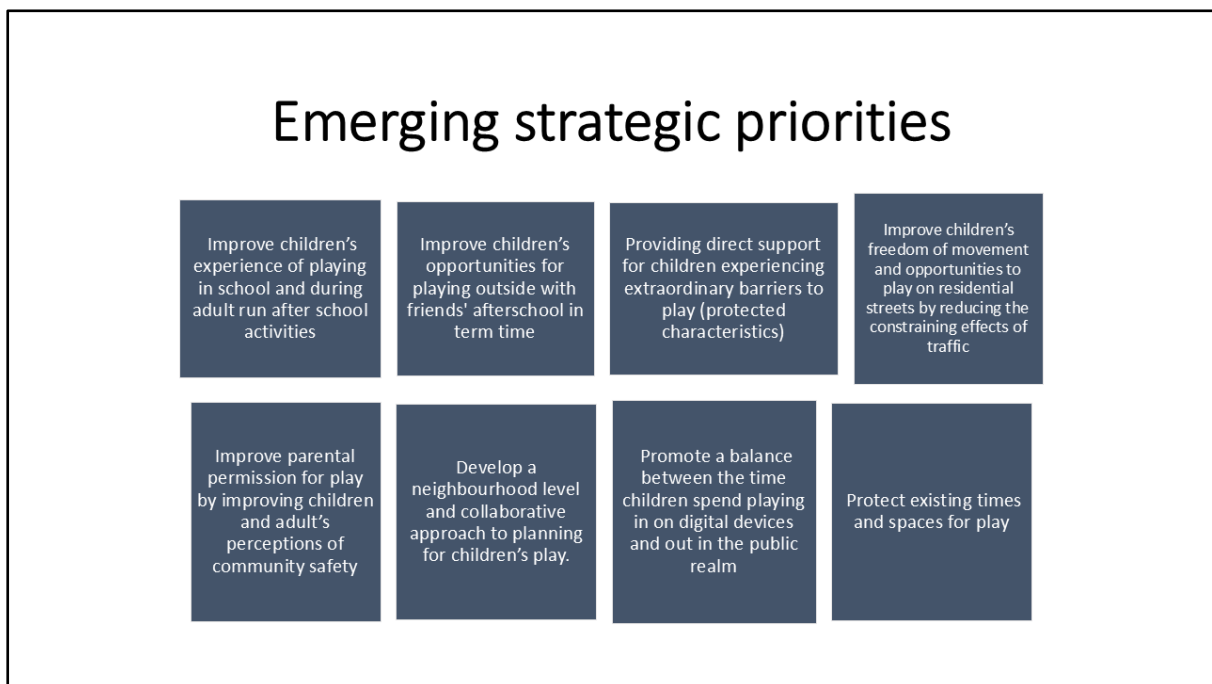 Emerging strategic priorities
Improve children’s
experience of playing
in school and during
adult run after school
activities
Improve children’s
opportunities for
playing outside with
friends' afterschool in
term time
Providing direct support
for children experiencing
extraordinary barriers to
play (protected
characteristics)
Improve children’s
freedom of movement
and opportunities to
play on residential
streets by reducing the
constraining effects of
traffic
Improve parental
permission for play
by improving children
and adult’s
perceptions of
community safety
Develop a
neighbourhood level
and collaborative
approach to planning
for children’s play.
Promote a balance
between the time
children spend playing
in on digital devices
and out in the public
realm
Protect existing times
and spaces for play